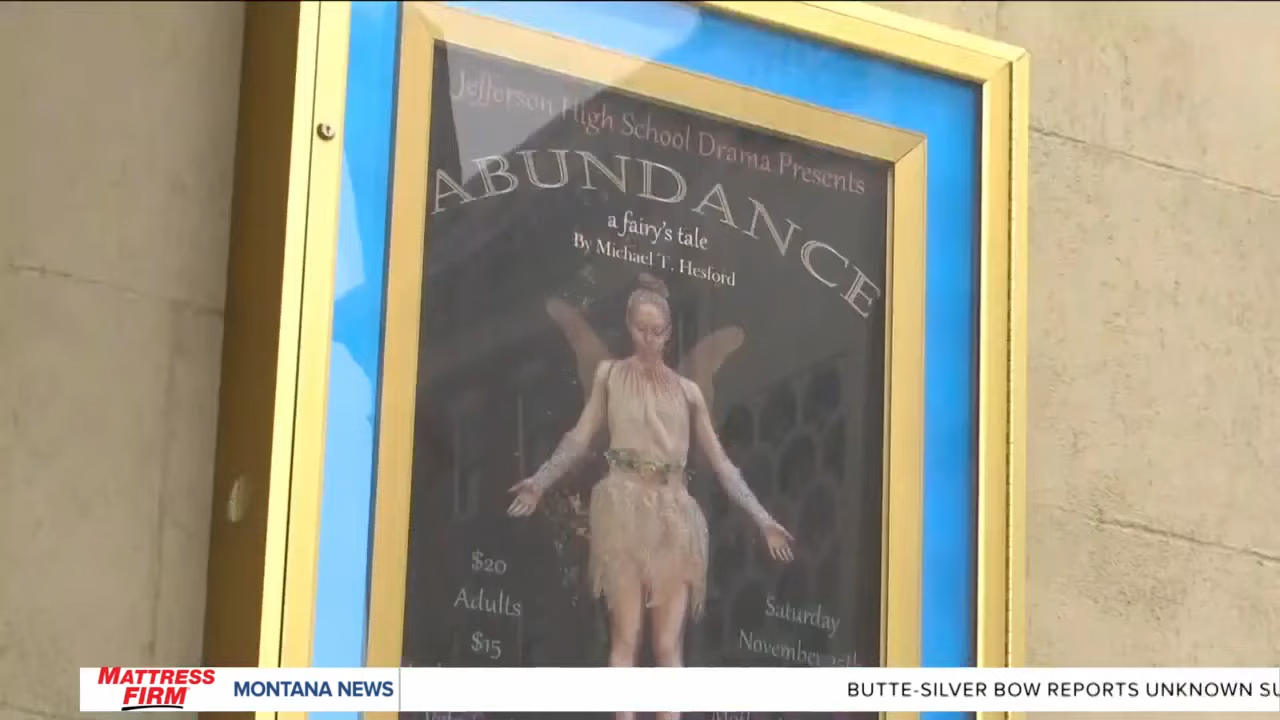 Jefferson High School Drama Presents
ABUNDANCE
a fairy's tale
By Michael T. Hesford
$20
Adults
$15
Saturday
November
MATTRESS
FIRM
MONTANA NEWS
BUTTE-SILVER BOW REPORTS UNKNOWN